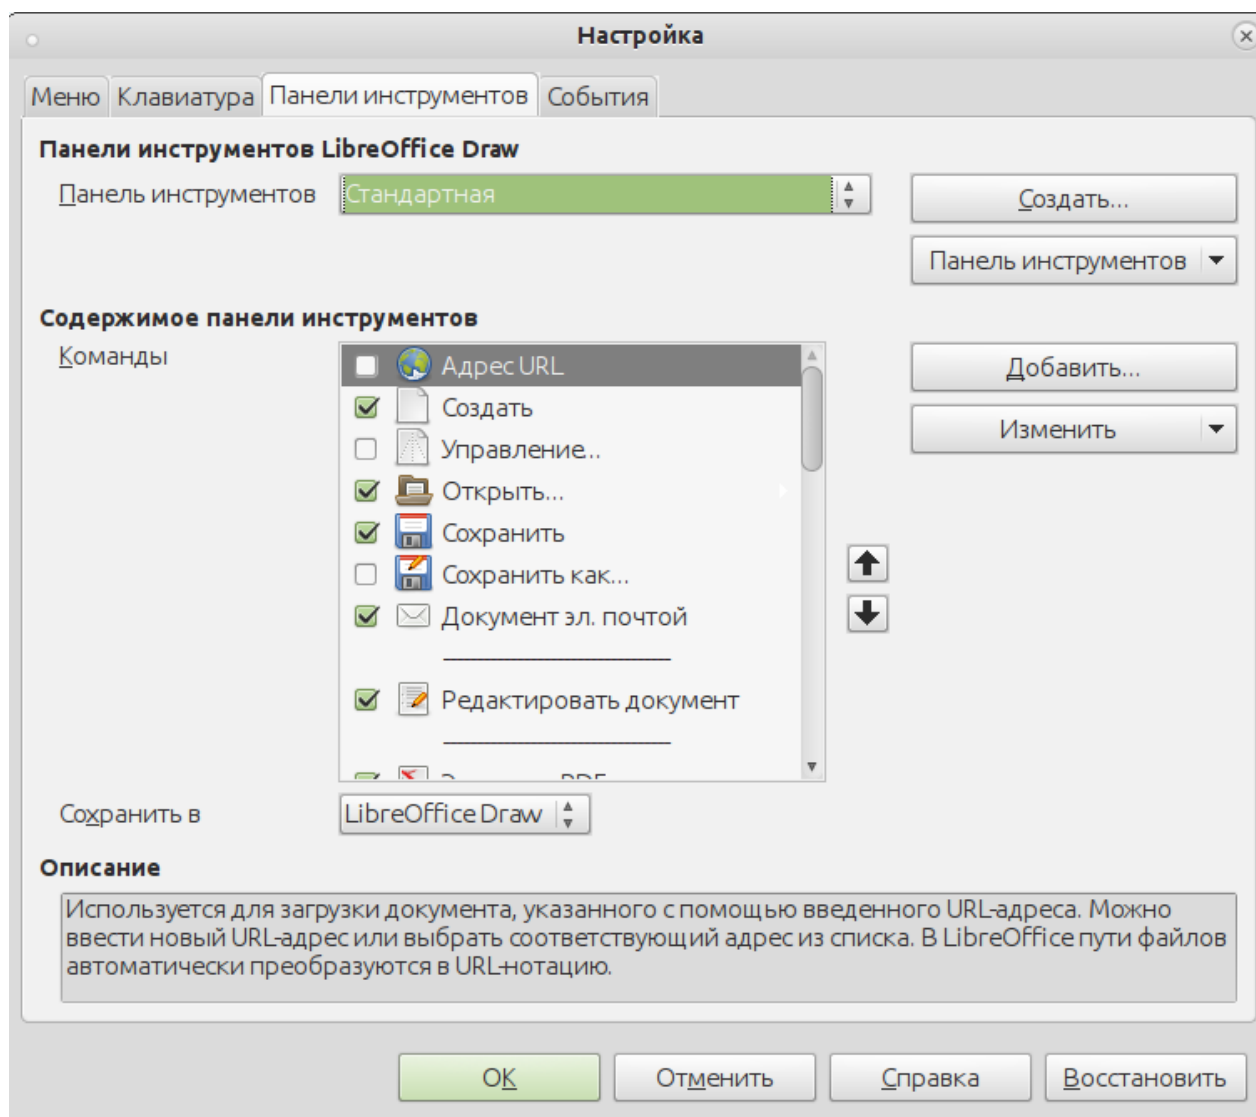 Настройка
Меню Клавиатура Панели инструментов События
Панели инструментов LibreOffice Draw
Панель инструментов Стандартная Создать...
Панель инструментов
Содержимое панели инструментов
Команды Адрес URL Добавить...
Создать
Управление... Изменить
Открыть...
Сохранить
Сохранить как...
Документ эл. почтой
Редактировать документ
PDF
Сохранить в LibreOffice Draw
Описание
Используется для загрузки документа, указанного с помощью введенного URL-адреса. Можно
ввести новый URL-адрес или выбрать соответствующий адрес из списка. В LibreOffice пути файлов
автоматически преобразуются в URL-нотацию.
OK Отменить Справка Восстановить